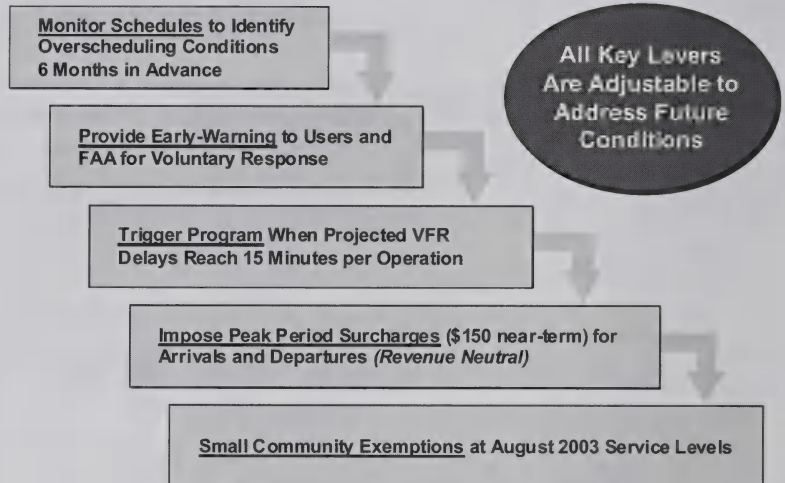 Monitor Schedules to Identify
Overscheduling Conditions
6 Months in Advance
All Key Levers
Are Adjustable to
Address Future
Conditions
Provide Early-Warning to Users and
FAA for Voluntary Response
Trigger Program When Projected VFR
Delays Reach 15 Minutes per Operation
Impose Peak Period Surcharges ($150 near-term) for
Arrivals and Departures (Revenue Neutral)
Small Community Exemptions at August 2003 Service Levels